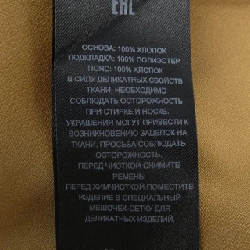 EAC
ОСНОВА: 100% ХЛОПОК
ПОДКЛАДКА: 100% ПОЛИЭСТЕР
ПОЯС: 100% ХЛОПОК
В СИЛУ ДЕЛИКАТНЫХ СВОЙСТВ
ТКАНИ, НЕОБХОДИМО
СОБЛЮДАТЬ ОСТОРОЖНОСТЬ
ПРИ СТИРКЕ И НОСКЕ.
УКРАШЕНИЯ МОГУТ ПРИВЕСТИ К
ВОЗНИКНОВЕНИЮ ЗАЦЕПОК НА
ТКАНИ, ПРОСЬБА СОБЛЮДАТЬ
ОСТОРОЖНОСТЬ.
ПЕРЕД ЧИСТКОЙ СНИМИТЕ
РЕМЕНЬ
ПЕРЕД ХИМЧИСТКОЙ ПОМЕСТИТЕ
ИЗДЕЛИЕ В СПЕЦИАЛЬНЫЙ
МЕШОЧЕК-СЕТКУ ДЛЯ
ДЕЛИКАТНЫХ ИЗДЕЛИЙ.